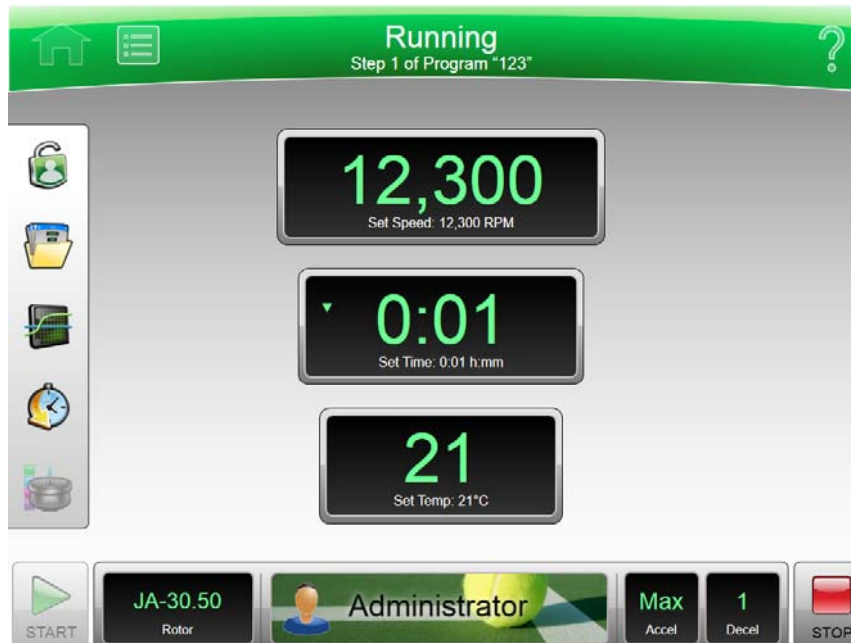 Running
Step 1 of Program “123”
?
12,300
Set Speed: 12,300 RPM
0:01
Set Time: 0:01 h:mm
21
Set Temp: 21°C
START
JA-30.50
Rotor
Administrator
Max
Accel
1
Decel
STOP